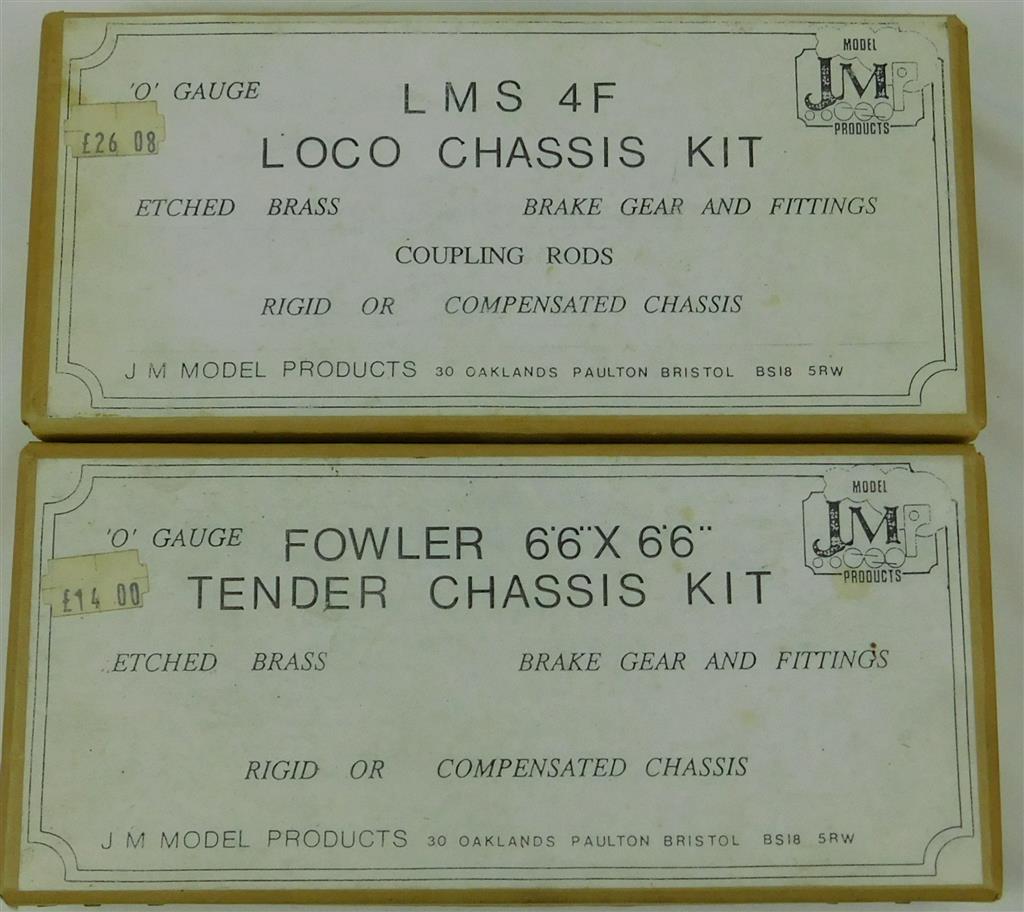 'O' GAUGE
LMS 4F
LOCO CHASSIS KIT
£26 08
MODEL
JMP
PRODUCTS
ETCHED BRASS BRAKE GEAR AND FITTINGS
COUPLING RODS
RIGID OR COMPENSATED CHASSIS
J M MODEL PRODUCTS 30 OAKLANDS PAULTON BRISTOL BS18 5RW
'O' GAUGE
FOWLER 6'6"X 6'6"
TENDER CHASSIS KIT
£14 00
MODEL
JMP
PRODUCTS
ETCHED BRASS BRAKE GEAR AND FITTINGS
RIGID OR COMPENSATED CHASSIS
J M MODEL PRODUCTS 30 OAKLANDS PAULTON BRISTOL BS18 5RW